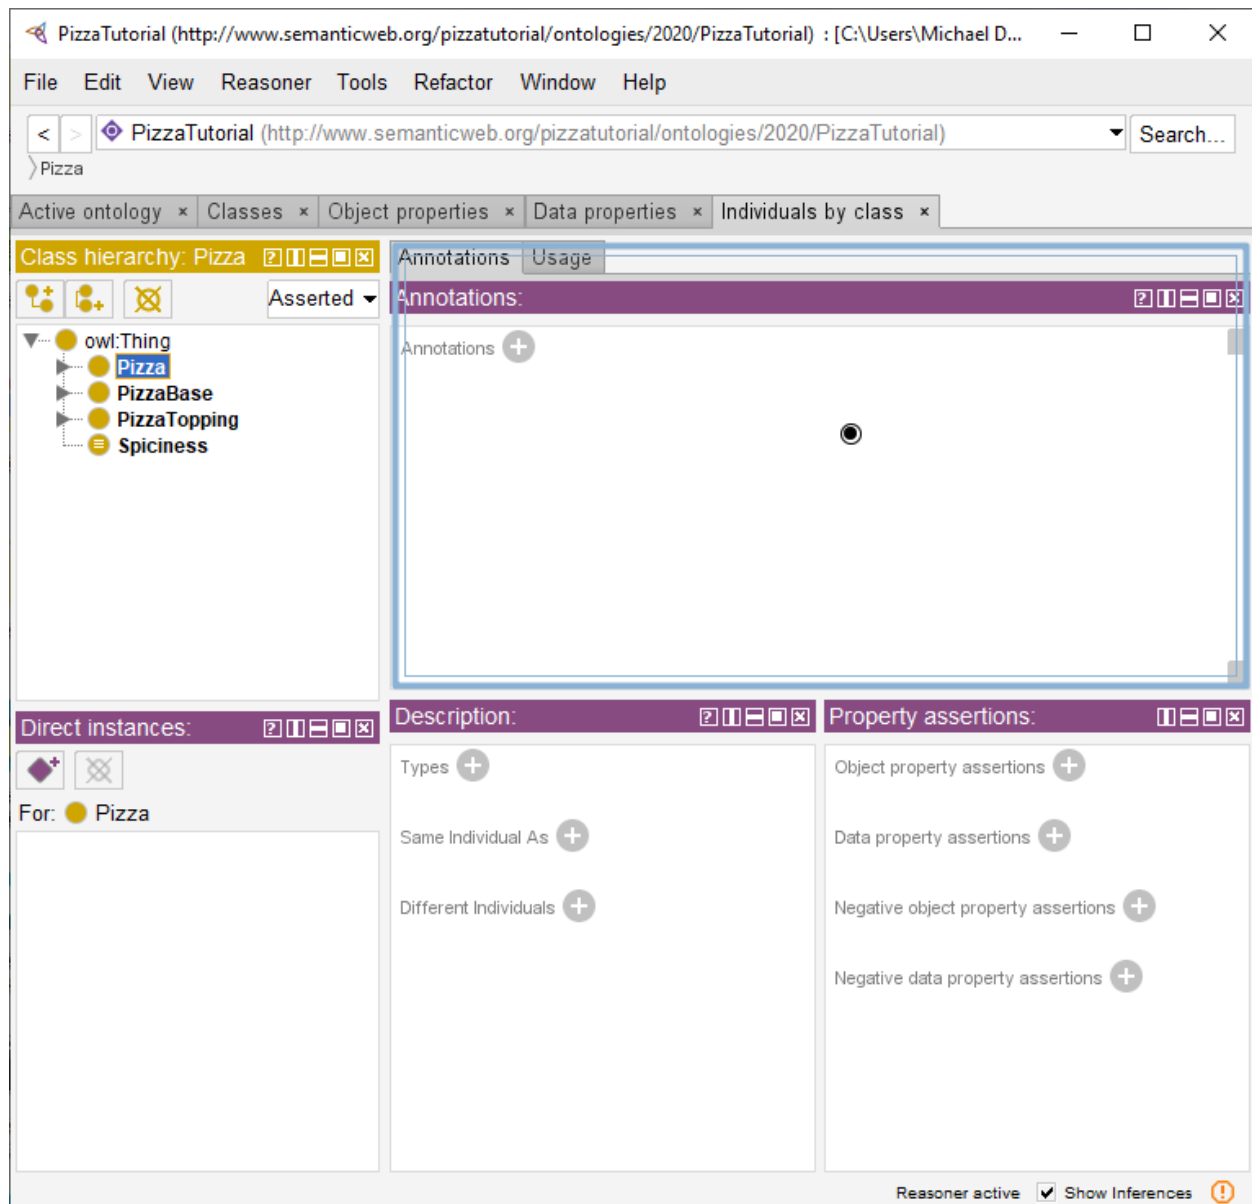 PizzaTutorial (http://www.semanticweb.org/pizzatutorial/ontologies/2020/PizzaTutorial) : [C:\Users\Michael D...
File Edit View Reasoner Tools Refactor Window Help
< > PizzaTutorial (http://www.semanticweb.org/pizzatutorial/ontologies/2020/PizzaTutorial) Search...
Pizza
Active ontology × Classes × Object properties × Data properties × Individuals by class ×
Class hierarchy: Pizza
Asserted
owl:Thing
Pizza
PizzaBase
PizzaTopping
Spiciness
Annotations Usage
Annotations:
Annotations
Direct instances:
For: Pizza
Description:
Types
Same Individual As
Different Individuals
Property assertions:
Object property assertions
Data property assertions
Negative object property assertions
Negative data property assertions
Reasoner active Show Inferences